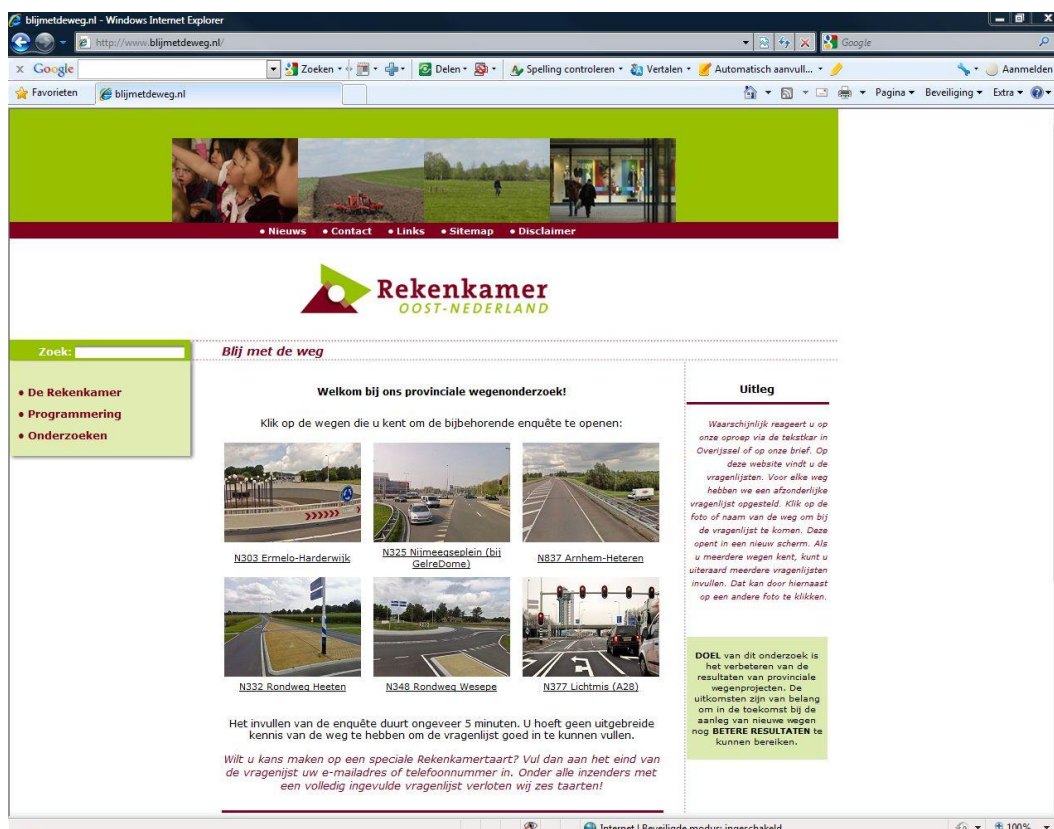 blijmetdeweg.nl - Windows Internet Explorer
http://www.blijmetdeweg.nl/
Google
x Google
Zoeken
Delen
Spelling controleren
Vertalen
Automatisch aanvull...
Aanmelden
Favorieten
blijmetdeweg.nl
Pagina
Beveiliging
Extra
• Nieuws • Contact • Links • Sitemap • Disclaimer
Rekenkamer
OOST-NEDERLAND
Zoek:
• De Rekenkamer
• Programmering
• Onderzoeken
Blij met de weg
Welkom bij ons provinciale wegenonderzoek!
Klik op de wegen die u kent om de bijbehorende enquête te openen:
N303 Ermelo-Harderwijk
N325 Nijmeegseplein (bij
GelreDome)
N837 Arnhem-Heteren
N332 Rondweg Heeten
N348 Rondweg Wesepe
N377 Lichtmis (A28)
Het invullen van de enquête duurt ongeveer 5 minuten. U hoeft geen uitgebreide
kennis van de weg te hebben om de vragenlijst goed in te kunnen vullen.
Wilt u kans maken op een speciale Rekenkamertaart? Vul dan aan het eind van
de vragenijst uw e-mailadres of telefoonnummer in. Onder alle inzenders met
een volledig ingevulde vragenlijst verloten wij zes taarten!
Uitleg
Waarschijnlijk reageert u op
onze oproep via de tekstkar in
Overijssel of op onze brief. Op
deze website vindt u de
vragenlijsten. Voor elke weg
hebben we een afzonderlijke
vragenlijst opgesteld. Klik op de
foto of naam van de weg om bij
de vragenlijst te komen. Deze
opent in een nieuw scherm. Als
u meerdere wegen kent, kunt u
uiteraard meerdere vragenlijsten
invullen. Dat kan door hiernaast
op een andere foto te klikken.
DOEL van dit onderzoek is
het verbeteren van de
resultaten van provinciale
wegenprojecten. De
uitkomsten zijn van belang
om in de toekomst bij de
aanleg van nieuwe wegen
nog BETERE RESULTATEN te
kunnen bereiken.
Internet | Beveiligde modus: ingeschakeld
100%